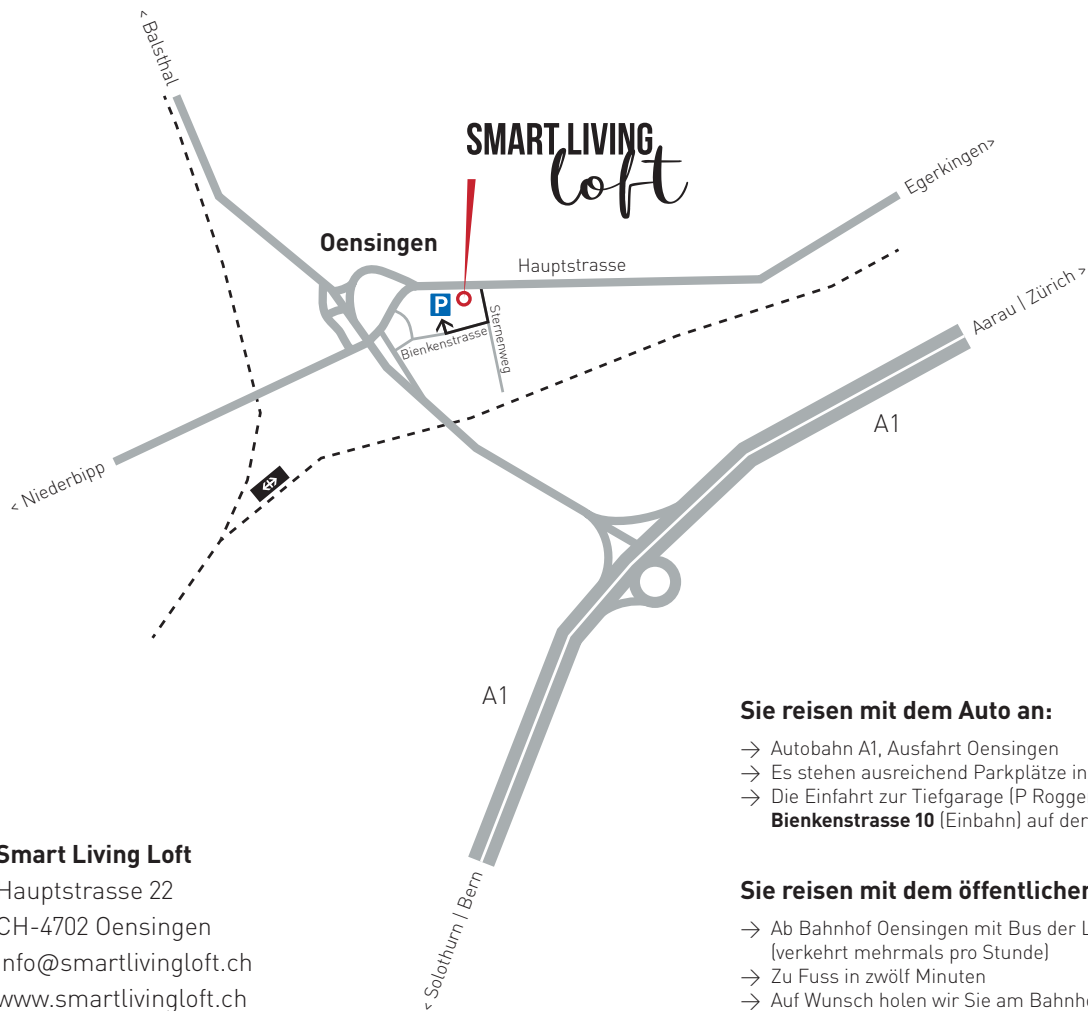 < Balsthal
SMART LIVING
loft
Egerkingen>
Oensingen
Hauptstrasse
Aarau | Zürich >
P
Sternenweg
Bienkenstrasse
A1
< Niederbipp
A1
Sie reisen mit dem Auto an:
→ Autobahn A1, Ausfahrt Oensingen
→ Es stehen ausreichend Parkplätze in
→ Die Einfahrt zur Tiefgarage (P Rogge
Bienkenstrasse 10 (Einbahn) auf der
Smart Living Loft
Hauptstrasse 22
CH-4702 Oensingen
info@smartlivingloft.ch
www.smartlivingloft.ch
< Solothurn | Bern
Sie reisen mit dem öffentlichen
→ Ab Bahnhof Oensingen mit Bus der L
(verkehrt mehrmals pro Stunde)
→ Zu Fuss in zwölf Minuten
→ Auf Wunsch holen wir Sie am Bahnho